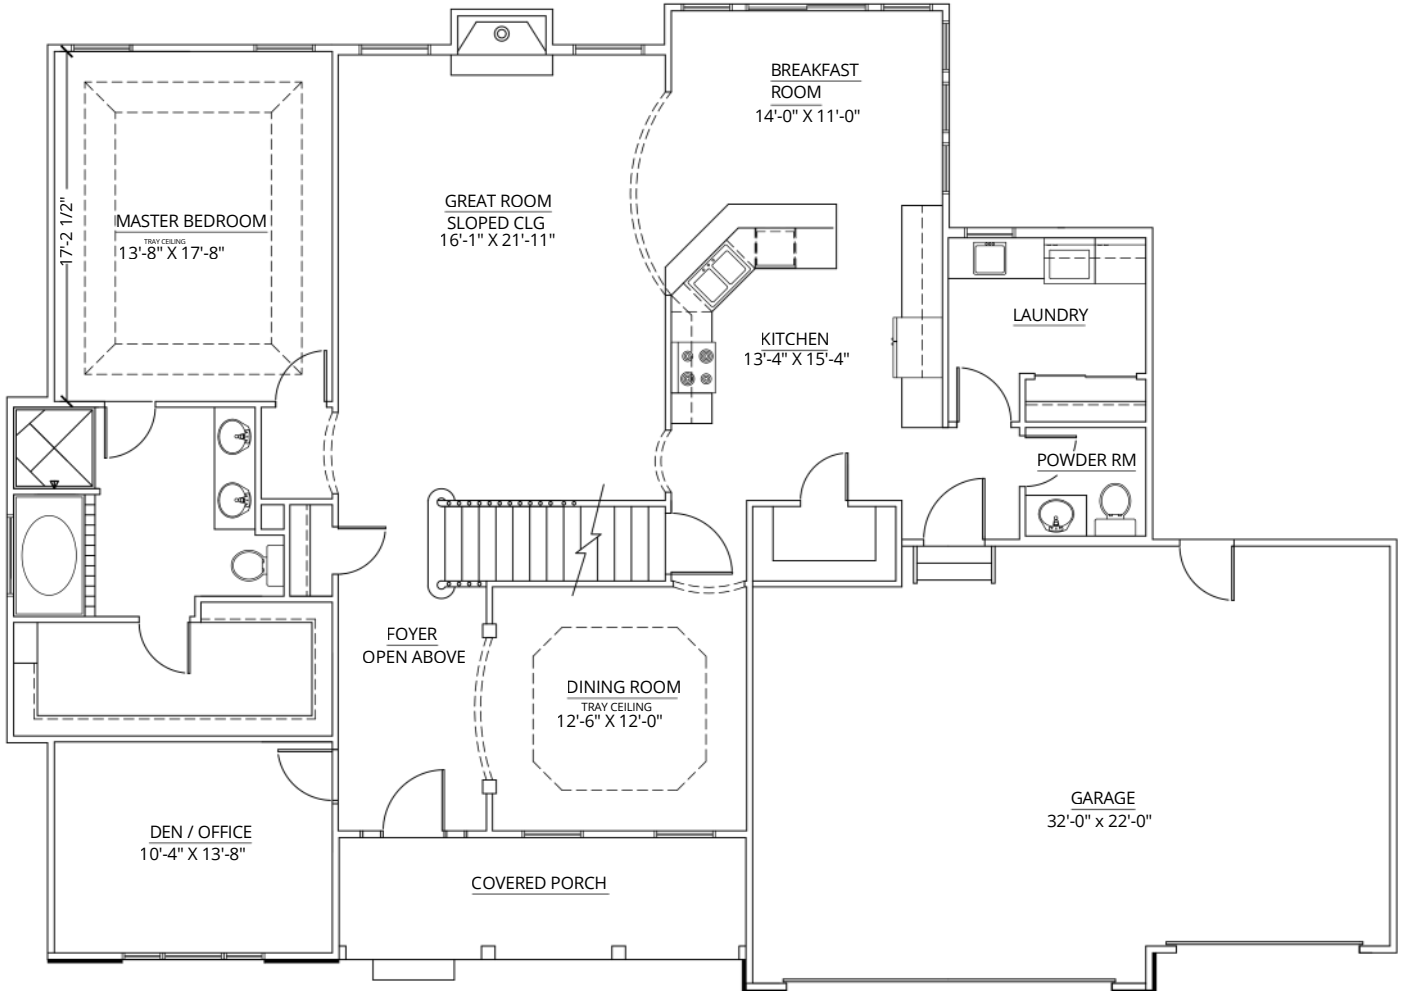 BREAKFAST
ROOM
14'-0" X 11'-0"
GREAT ROOM
SLOPED CLG
16'-1" X 21'-11"
MASTER BEDROOM
TRAY CEILING
13'-8" X 17'-8"
17'-2 1/2"
LAUNDRY
KITCHEN
13'-4" X 15'-4"
POWDER RM
FOYER
OPEN ABOVE
DINING ROOM
TRAY CEILING
12'-6" X 12'-0"
GARAGE
32'-0" x 22'-0"
DEN / OFFICE
10'-4" X 13'-8"
COVERED PORCH